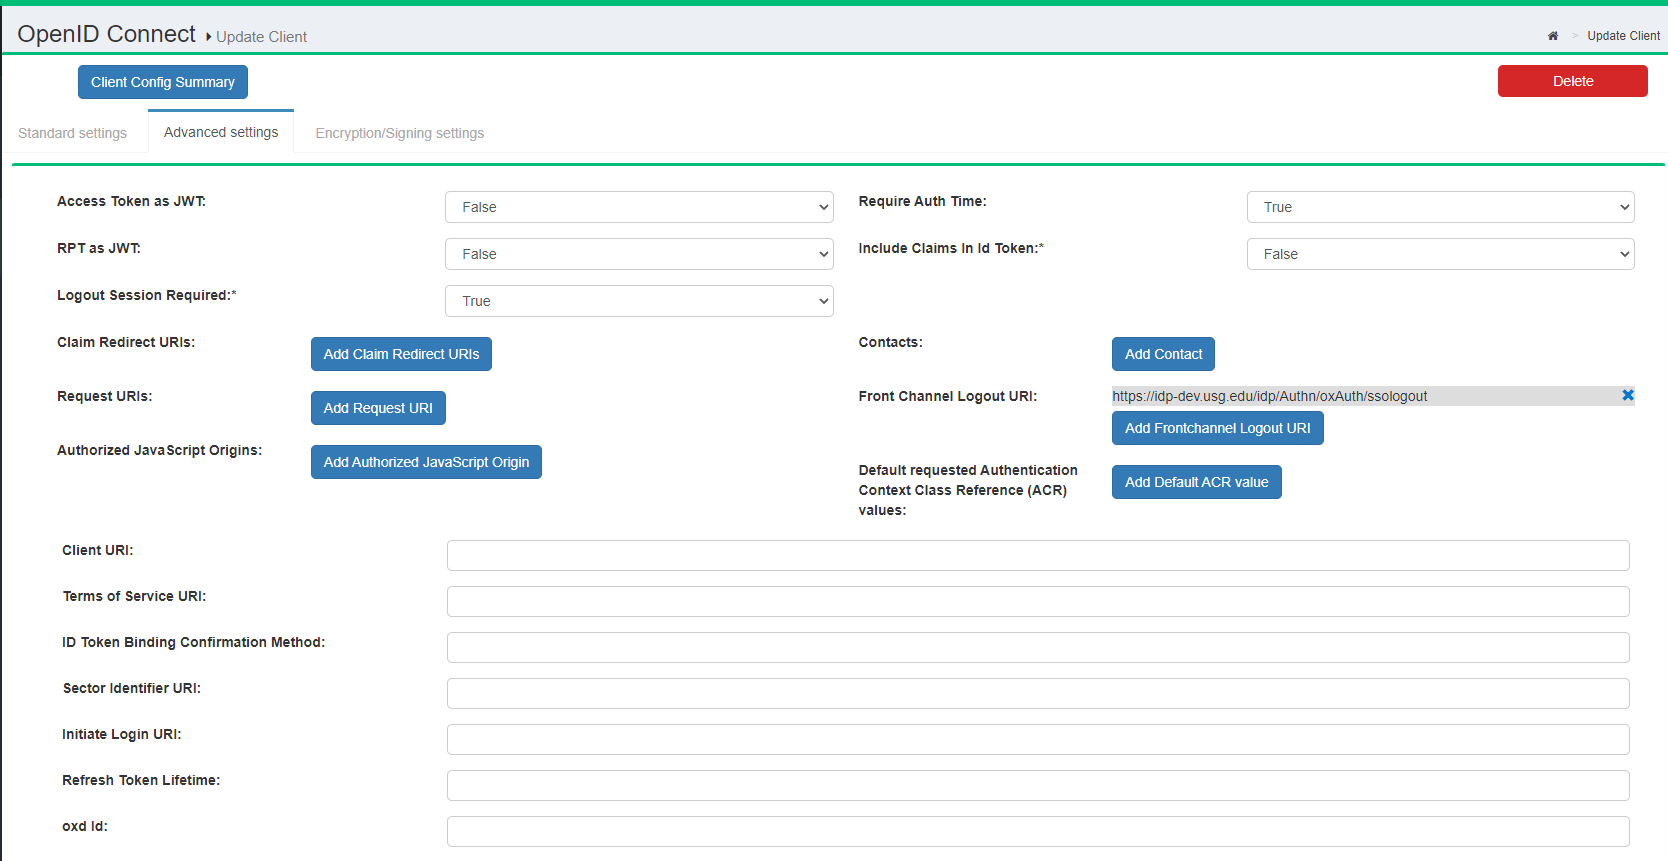 OpenID Connect Update Client
> Update Client
Client Config Summary
Delete
Standard settings
Advanced settings
Encryption/Signing settings
Access Token as JWT:
False
Require Auth Time:
True
RPT as JWT:
False
Include Claims In Id Token:*
False
Logout Session Required:*
True
Claim Redirect URIs:
Add Claim Redirect URIs
Contacts:
Add Contact
Request URIs:
Add Request URI
Front Channel Logout URI:
https://idp-dev.usg.edu/idp/Authn/oxAuth/ssologout
Add Frontchannel Logout URI
Authorized JavaScript Origins:
Add Authorized JavaScript Origin
Default requested Authentication
Context Class Reference (ACR)
values:
Add Default ACR value
Client URI:
Terms of Service URI:
ID Token Binding Confirmation Method:
Sector Identifier URI:
Initiate Login URI:
Refresh Token Lifetime:
oxd Id: